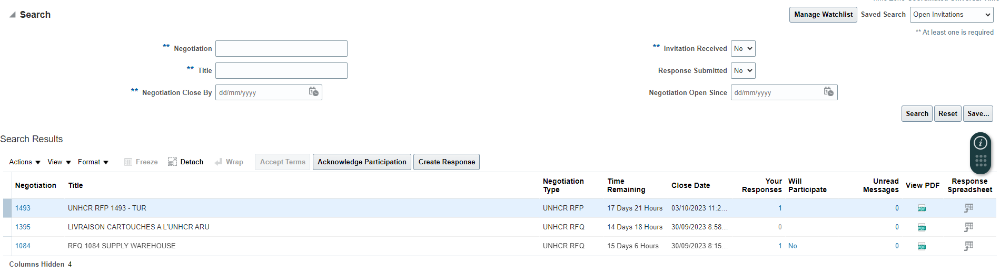 Search
Manage Watchlist Saved Search Open Invitations
** At least one is required
** Negotiation
** Invitation Received No
** Title
Response Submitted No
** Negotiation Close By dd/mm/yyyy
Negotiation Open Since dd/mm/yyyy
Search Reset Save...
Search Results
Actions View Format Freeze Detach Wrap Accept Terms Acknowledge Participation Create Response
Negotiation Title Negotiation Type Time Remaining Close Date Your Responses Will Participate Unread Messages View PDF Response Spreadsheet
1493 UNHCR RFP 1493 - TUR UNHCR RFP 17 Days 21 Hours 03/10/2023 11:2... 1 0 PDF
1395 LIVRAISON CARTOUCHES A L'UNHCR ARU UNHCR RFQ 14 Days 18 Hours 30/09/2023 8:58... 0 0 PDF
1084 RFQ 1084 SUPPLY WAREHOUSE UNHCR RFQ 15 Days 6 Hours 30/09/2023 8:15... 1 No 0 PDF
Columns Hidden 4